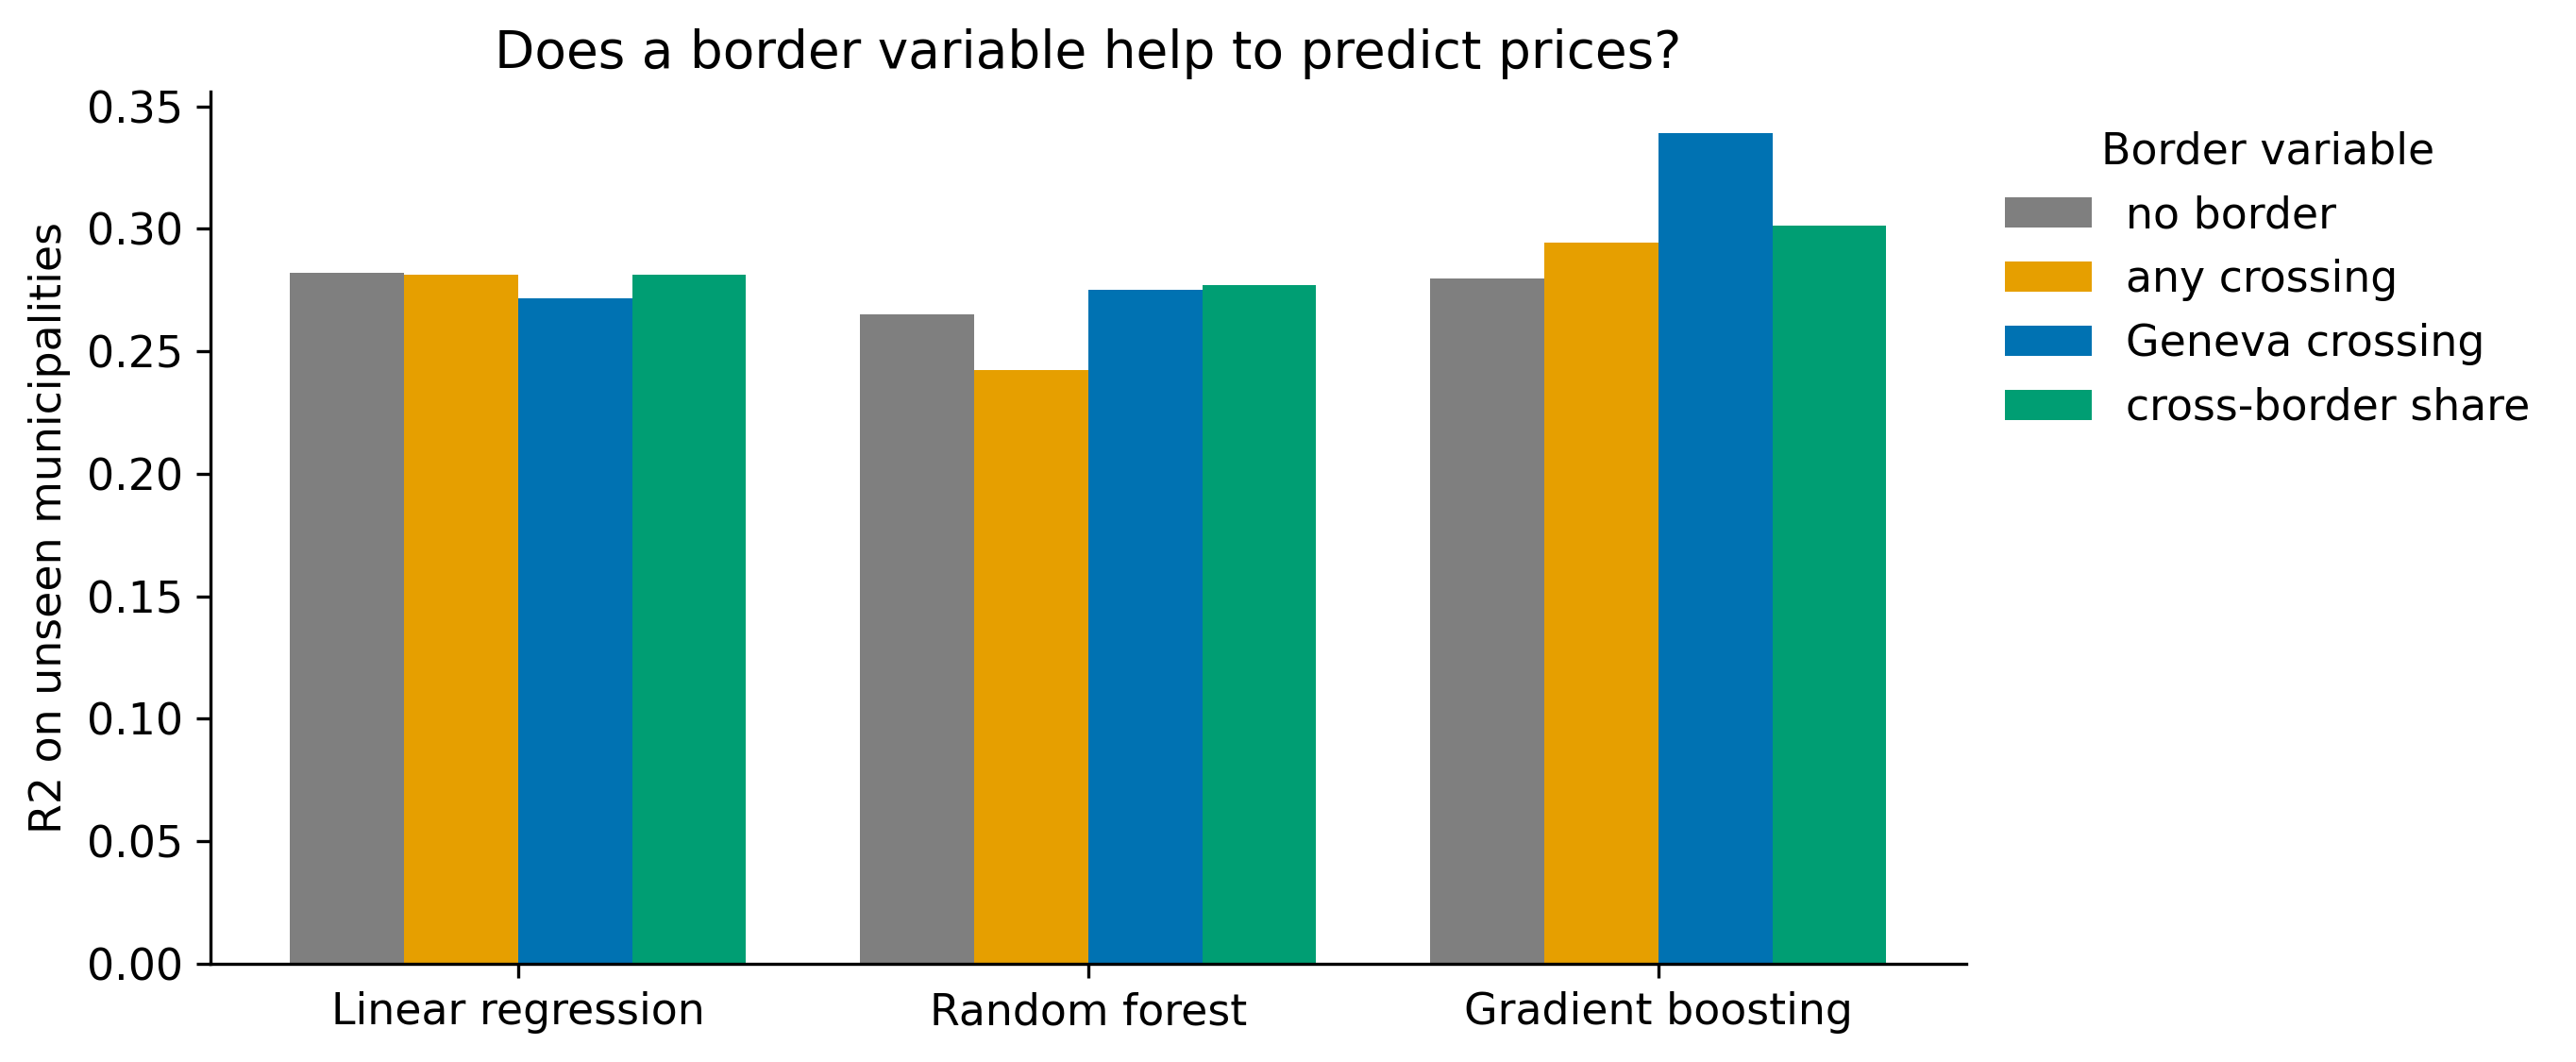 Does a border variable help to predict prices?
R2 on unseen municipalities
0.35
0.30
0.25
0.20
0.15
0.10
0.05
0.00
Linear regression
Random forest
Gradient boosting
Border variable
no border
any crossing
Geneva crossing
cross-border share